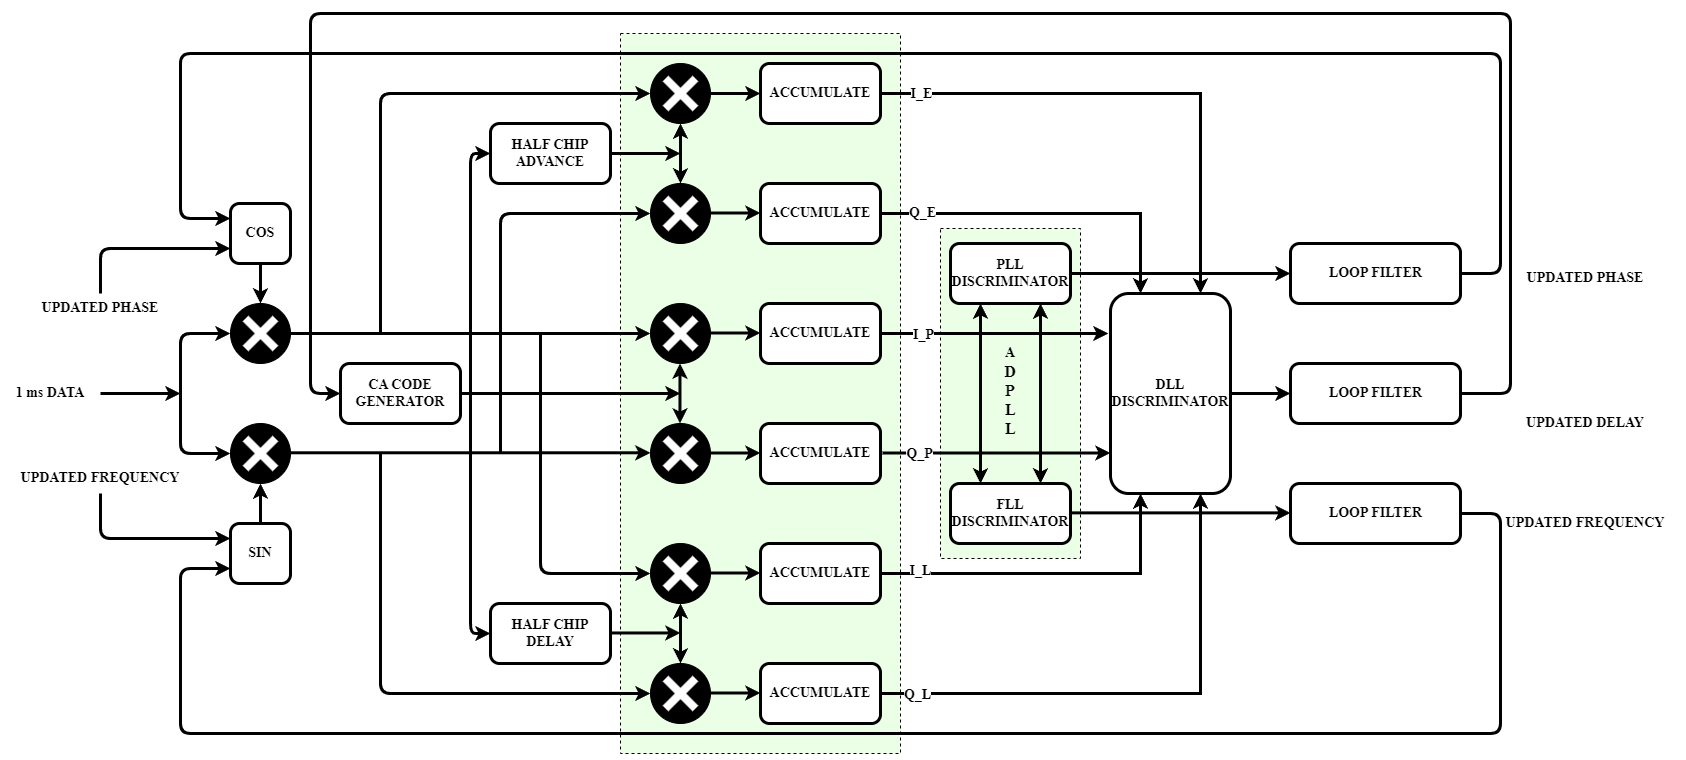 ACCUMULATE
I_E
HALF CHIP
ADVANCE
ACCUMULATE
Q_E
COS
PLL
DISCRIMINATOR
LOOP FILTER
UPDATED PHASE
UPDATED PHASE
ACCUMULATE
I_P
A
D
P
L
L
1 ms DATA
CA CODE
GENERATOR
DLL
DISCRIMINATOR
LOOP FILTER
UPDATED DELAY
ACCUMULATE
Q_P
UPDATED FREQUENCY
FLL
DISCRIMINATOR
LOOP FILTER
UPDATED FREQUENCY
SIN
ACCUMULATE
I_L
HALF CHIP
DELAY
ACCUMULATE
Q_L